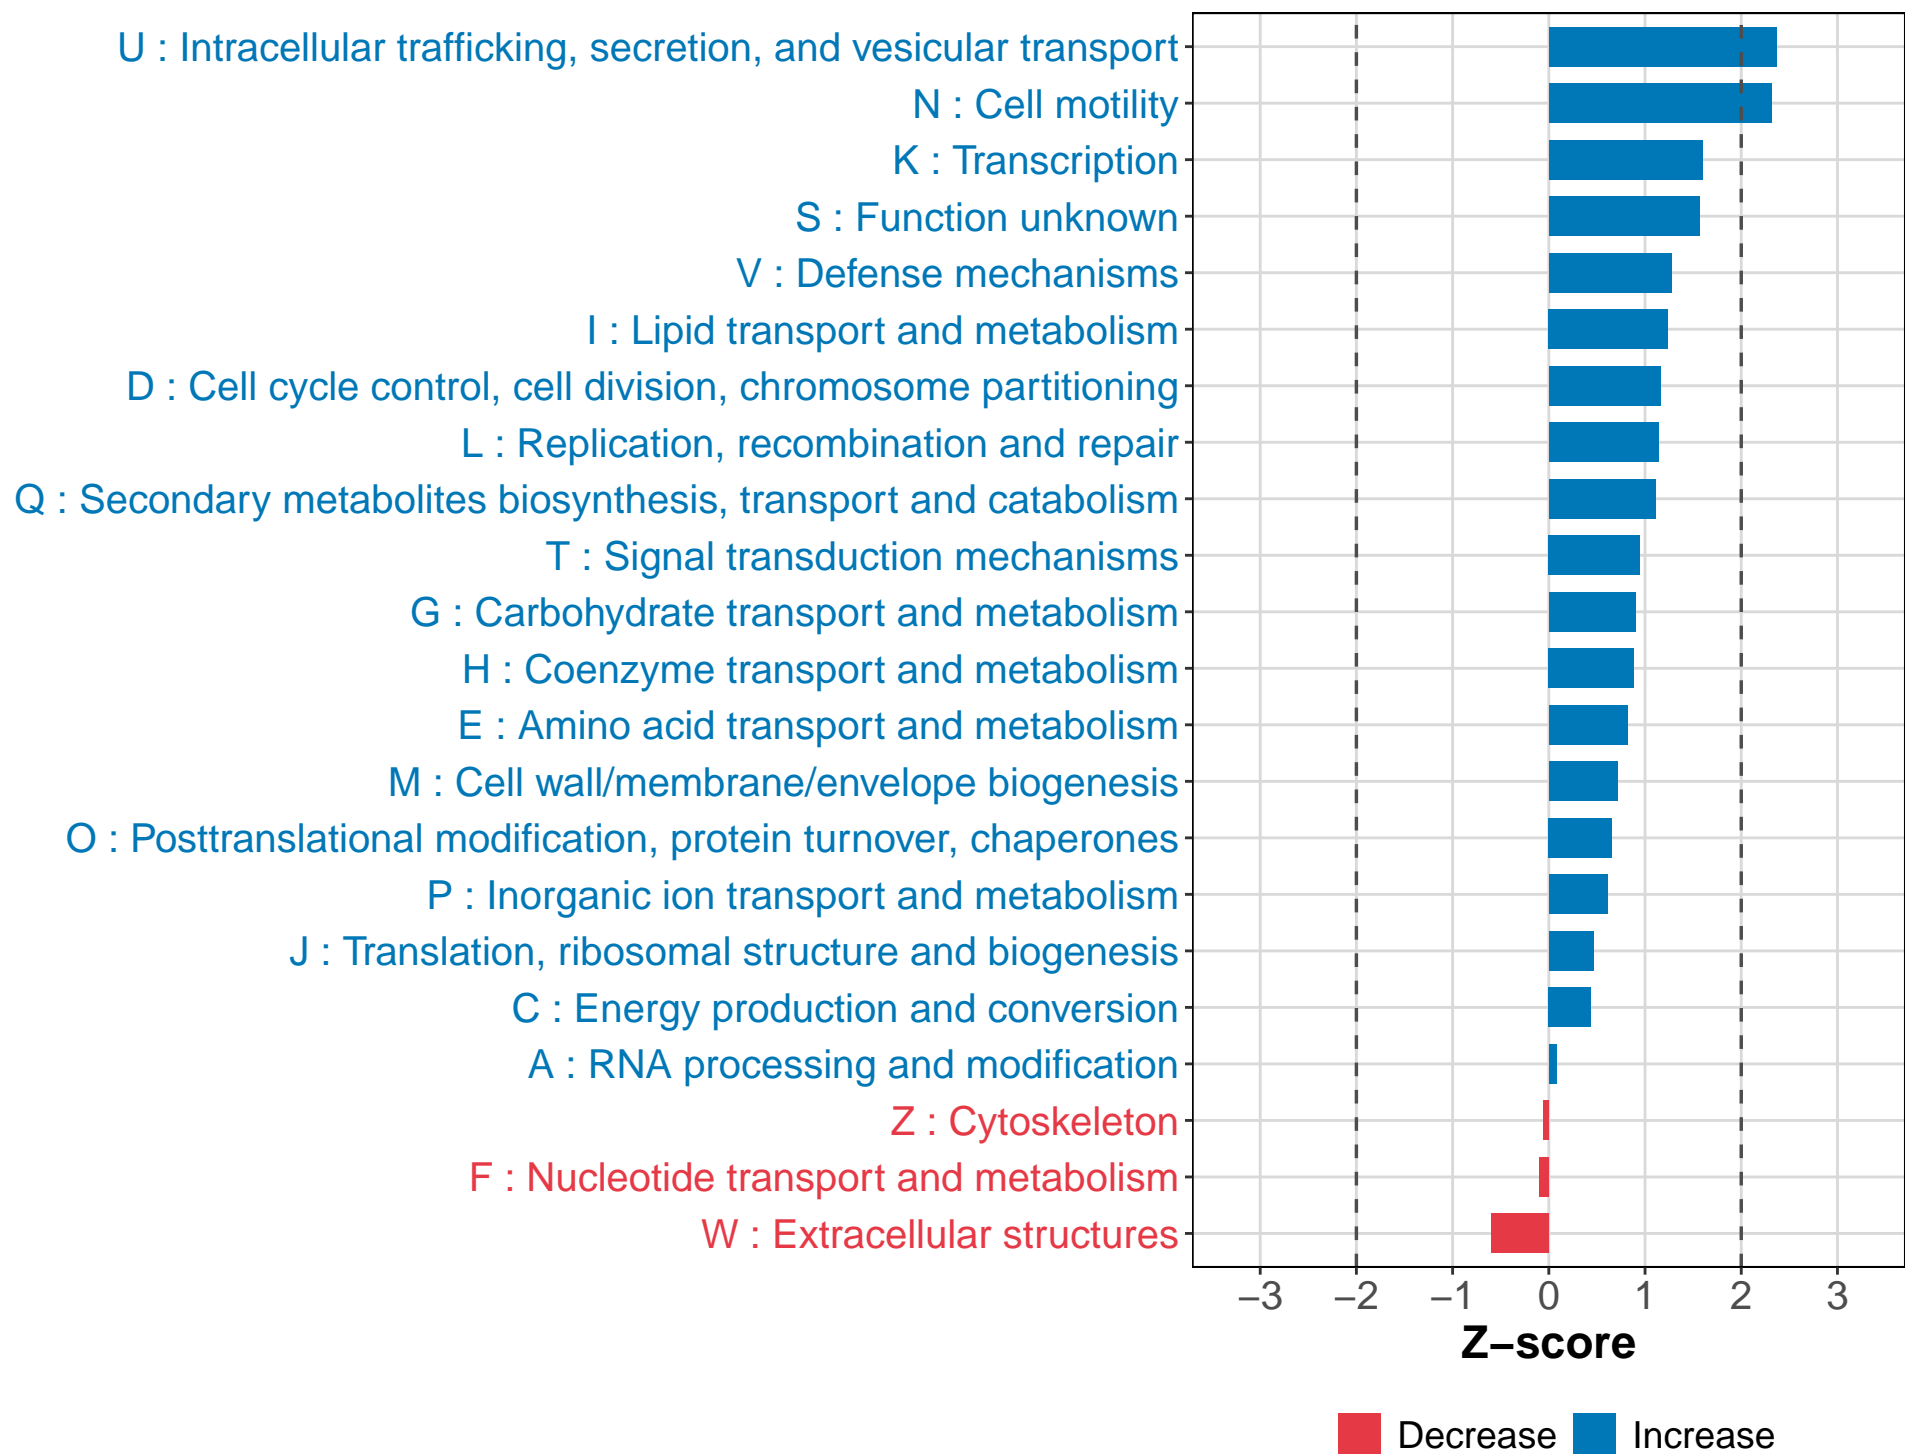 U : Intracellular trafficking, secretion, and vesicular transport
N : Cell motility
K : Transcription
S : Function unknown
V : Defense mechanisms
I : Lipid transport and metabolism
D : Cell cycle control, cell division, chromosome partitioning
L : Replication, recombination and repair
Q : Secondary metabolites biosynthesis, transport and catabolism
T : Signal transduction mechanisms
G : Carbohydrate transport and metabolism
H : Coenzyme transport and metabolism
E : Amino acid transport and metabolism
M : Cell wall/membrane/envelope biogenesis
O : Posttranslational modification, protein turnover, chaperones
P : Inorganic ion transport and metabolism
J : Translation, ribosomal structure and biogenesis
C : Energy production and conversion
A : RNA processing and modification
Z : Cytoskeleton
F : Nucleotide transport and metabolism
W : Extracellular structures
−3 −2 −1 0 1 2 3
Z−score
Decrease Increase